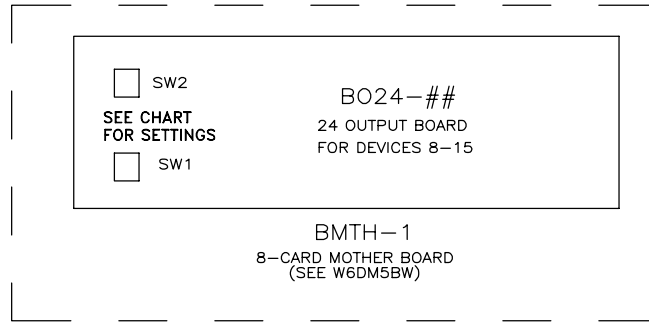 SW2
SEE CHART
FOR SETTINGS
SW1
BO24-##
24 OUTPUT BOARD
FOR DEVICES 8-15
BMTH-1
8-CARD MOTHER BOARD
(SEE W6DM5BW)